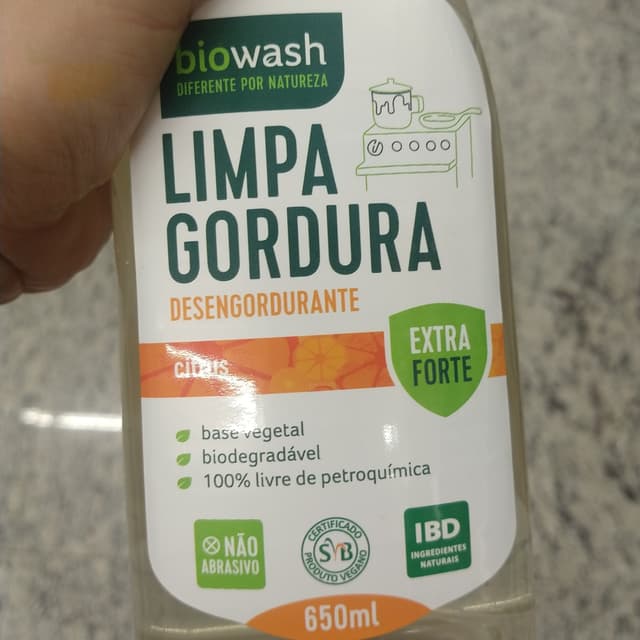 biowash
DIFERENTE POR NATUREZA
LIMPA
GORDURA
DESENGORDURANTE
EXTRA
FORTE
citrus
base vegetal
biodegradável
100% livre de petroquímica
NÃO
ABRASIVO
CERTIFICADO
SVB
PRODUTO VEGANO
IBD
INGREDIENTES
NATURAIS
650ml